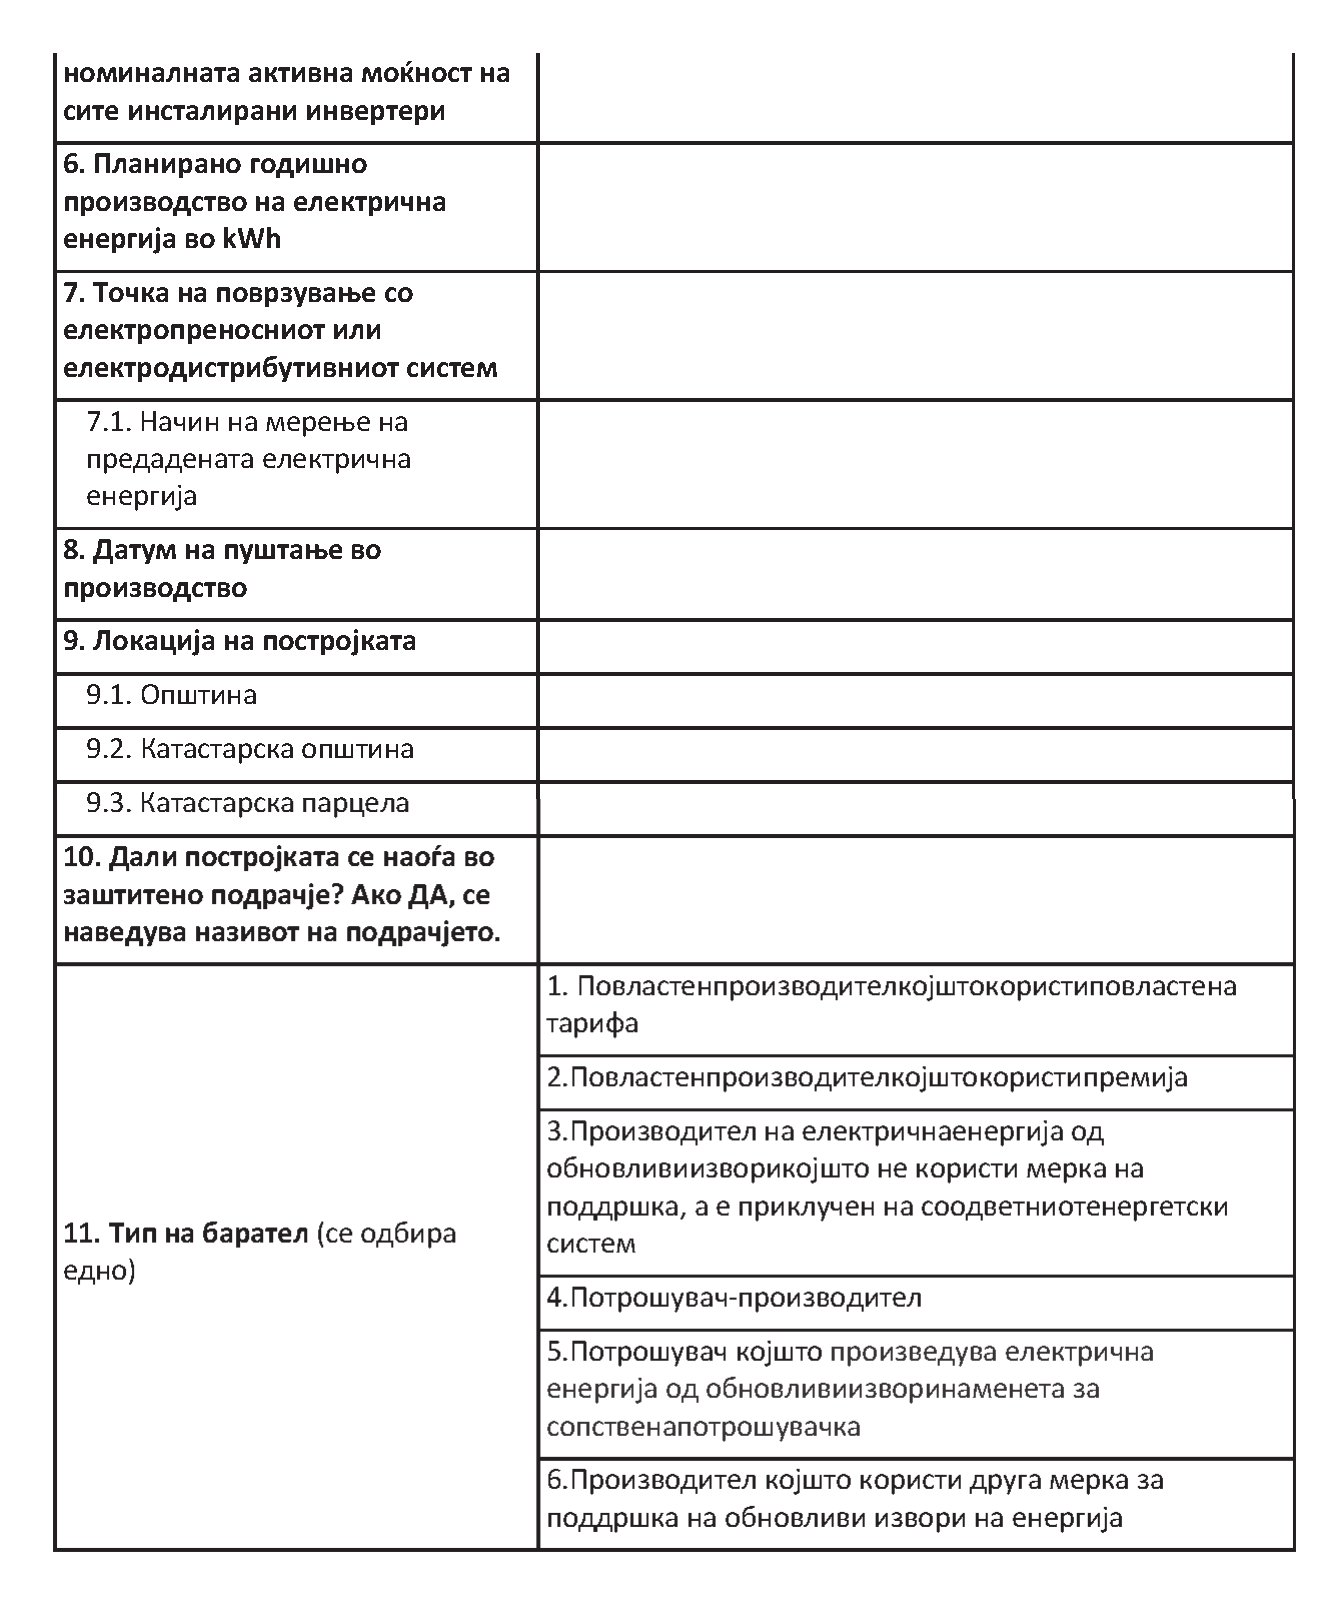 номиналната активна моќност на
сите инсталирани инвертери
6. Планирано годишно
производство на електрична
енергија во kWh
7. Точка на поврзување со
електропреносниот или
електродистрибутивниот систем
7.1. Начин на мерење на
предадената електрична
енергија
8. Датум на пуштање во
производство
9. Локација на постројката
9.1. Општина
9.2. Катастарска општина
9.3. Катастарска парцела
10. Дали постројката се наоѓа во
заштитено подрачје? Ако ДА, се
наведува називот на подрачјето.
11. Тип на барател (се одбира
едно)
1. Повластенпроизводителкојштокористиповластена
тарифа
2.Повластенпроизводителкојштокористипремија
3.Производител на електричнаенергија од
обновливиизворикојшто не користи мерка на
поддршка, а е приклучен на соодветниотенергетски
систем
4.Потрошувач-производител
5.Потрошувач којшто произведува електрична
енергија од обновливиизворинаменета за
сопственапотрошувачка
6.Производител којшто користи друга мерка за
поддршка на обновливи извори на енергија